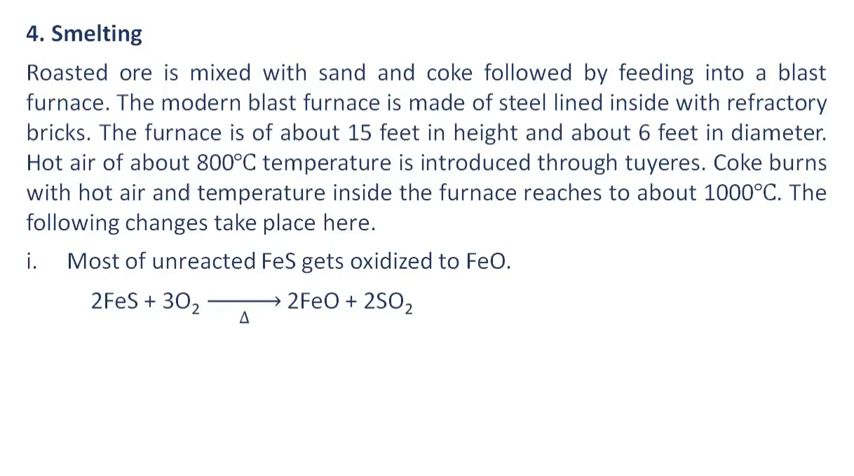 4. Smelting
Roasted ore is mixed with sand and coke followed by feeding into a blast
furnace. The modern blast furnace is made of steel lined inside with refractory
bricks. The furnace is of about 15 feet in height and about 6 feet in diameter.
Hot air of about 800°C temperature is introduced through tuyeres. Coke burns
with hot air and temperature inside the furnace reaches to about 1000°C. The
following changes take place here.
i. Most of unreacted FeS gets oxidized to FeO.
2FeS + 3O₂ ⟶ 2FeO + 2SO₂
Δ